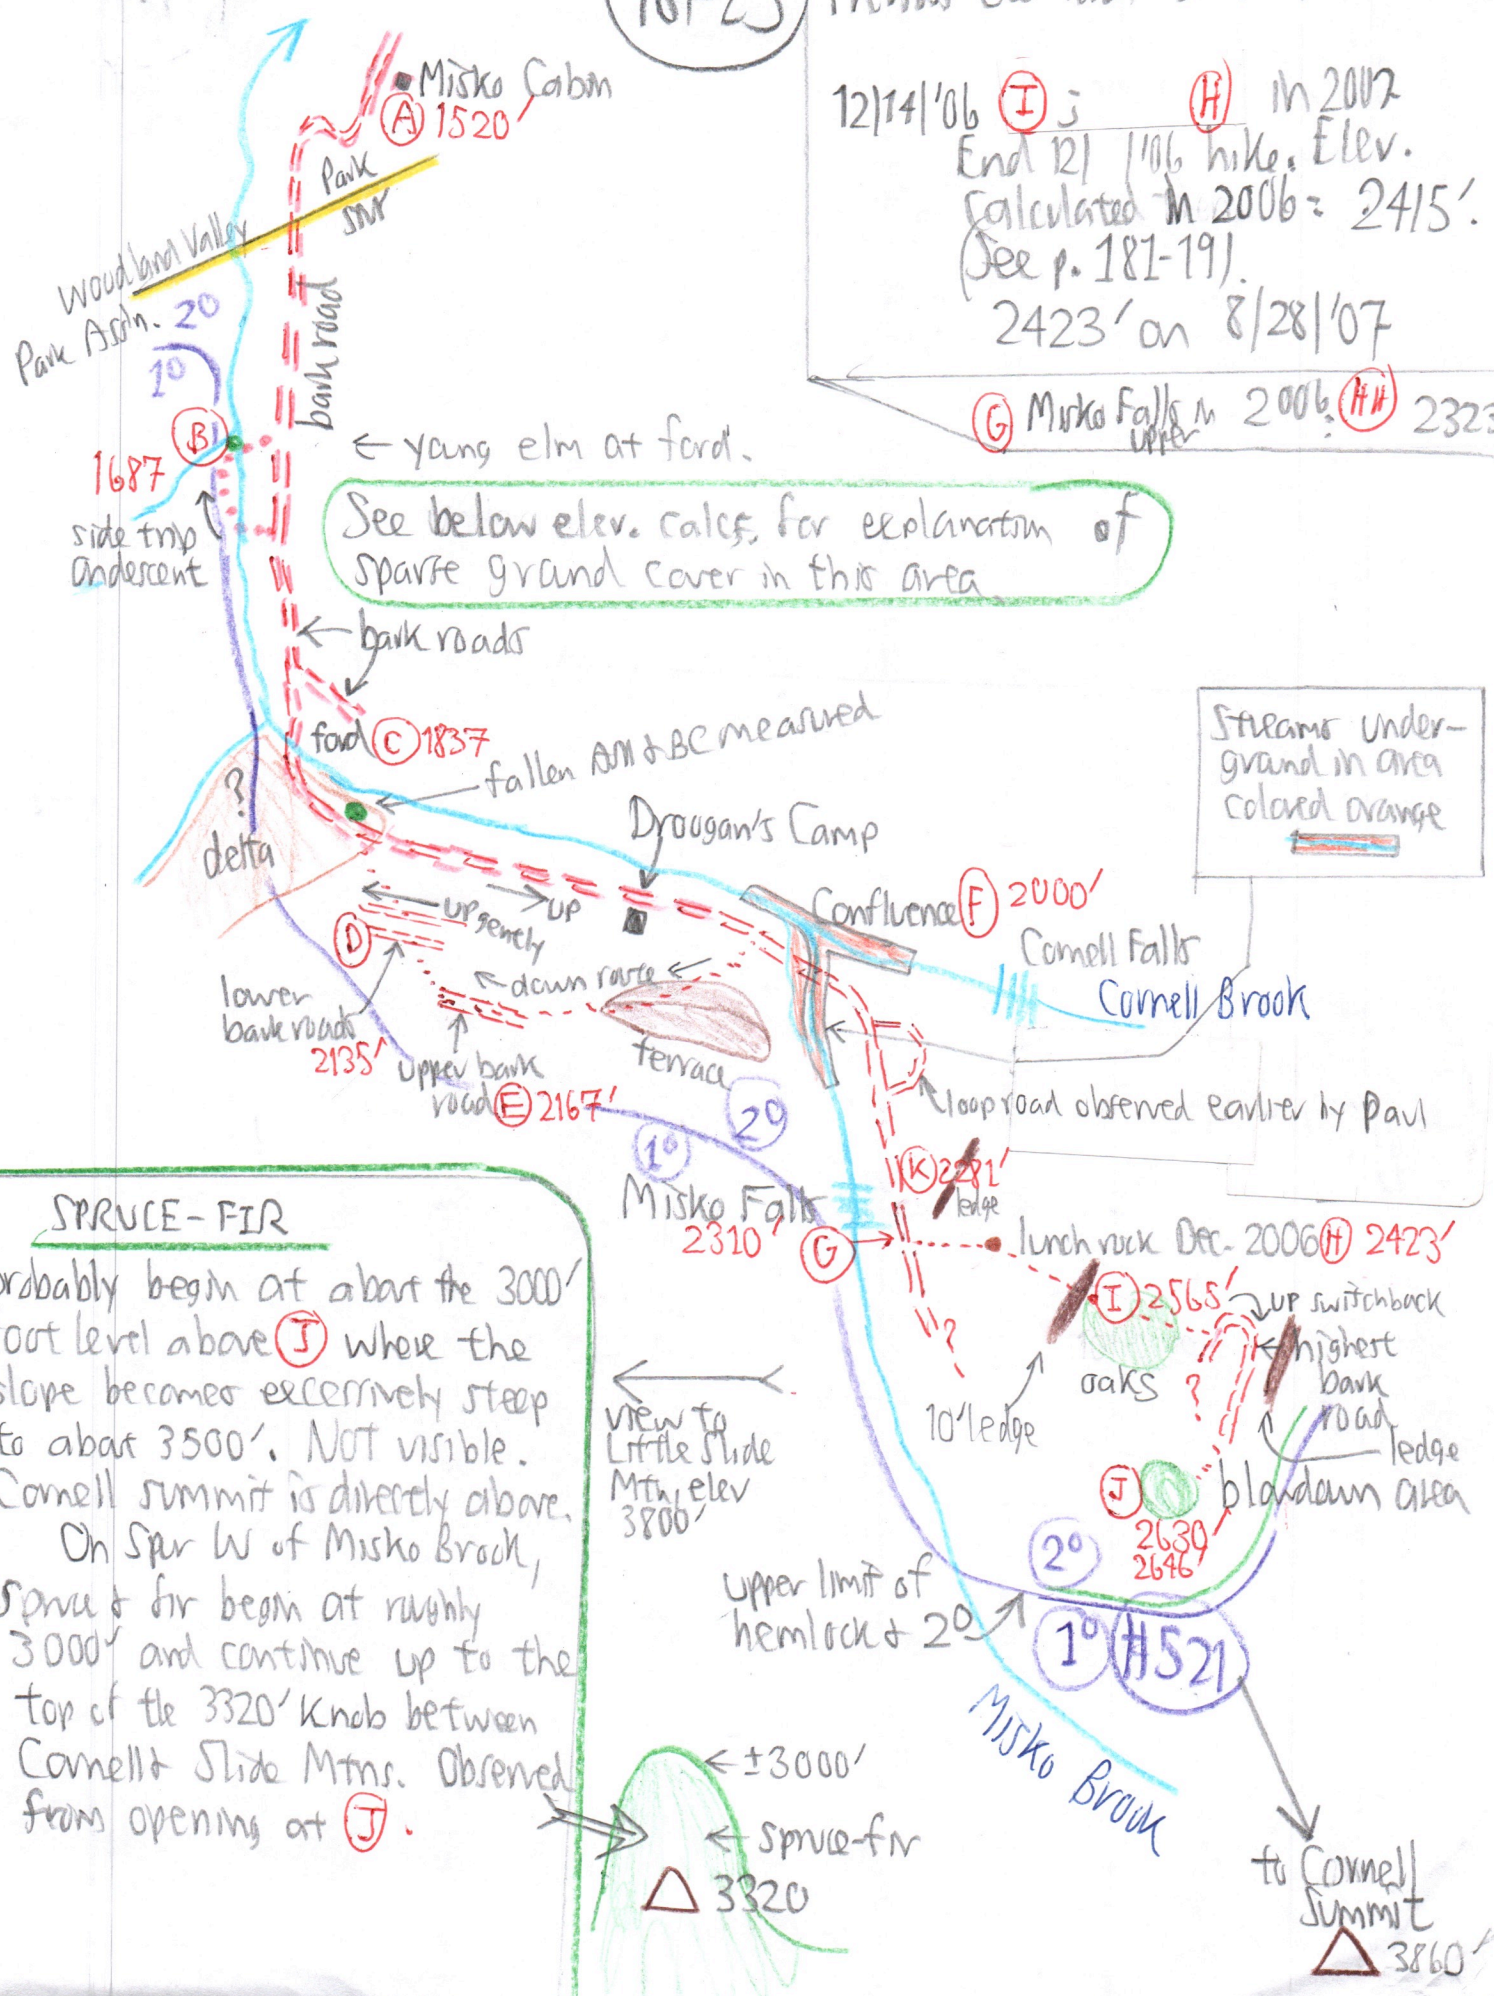 12/14/'06 I ; H in 2007
End 12/ /'06 hike. Elev.
calculated in 2006 = 2415'.
(See p. 181-19).
2423' on 8/28/'07
G Misko Falls in 2006: HH 2323
upper
Misko Cabin
A 1520'
Park
Woodland Valley
Park Assn.
2°
1°
bark road
B
1687
← young elm at ford.
side trip
on descent
See below elev. calcs. for explanation of
sparse ground cover in this area
← bark roads
ford C 1837
fallen AM & BC measured
?
delta
Drougan's Camp
Streams under-
ground in area
colored orange
Confluence F 2000'
Cornell Falls
Cornell Brook
up gently
up
D
← down route ←
lower
bark roads
2135'
upper bark
road E 2167'
terrace
2°
1°
loop road observed earlier by Paul
K 2281'
ledge
Misko Falls
2310'
G
lunch rock Dec. 2006 H 2423'
I 2565'
up switchback
highest
bark
road
oaks
?
?
10' ledge
ledge
blowdown area
J
2630
2646'
SPRUCE-FIR
probably begin at about the 3000'
foot level above J where the
slope becomes excessively steep
to about 3500'. NOT visible.
Cornell summit is directly above.
On Spur W of Misko Brook,
spruce & fir begin at roughly
3000' and continue up to the
top of the 3320' Knob between
Cornell & Slide Mtns. Observed
from opening at J.
view to
Little Slide
Mtn, elev
3800'
upper limit of
hemlock & 2°
2°
1° H521
Misko Brook
← ±3000'
← spruce-fir
3320
to Cornell
Summit
3860'